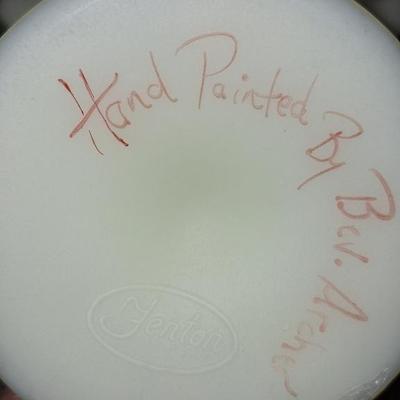 Hand Painted By Bev. Archer
Fenton